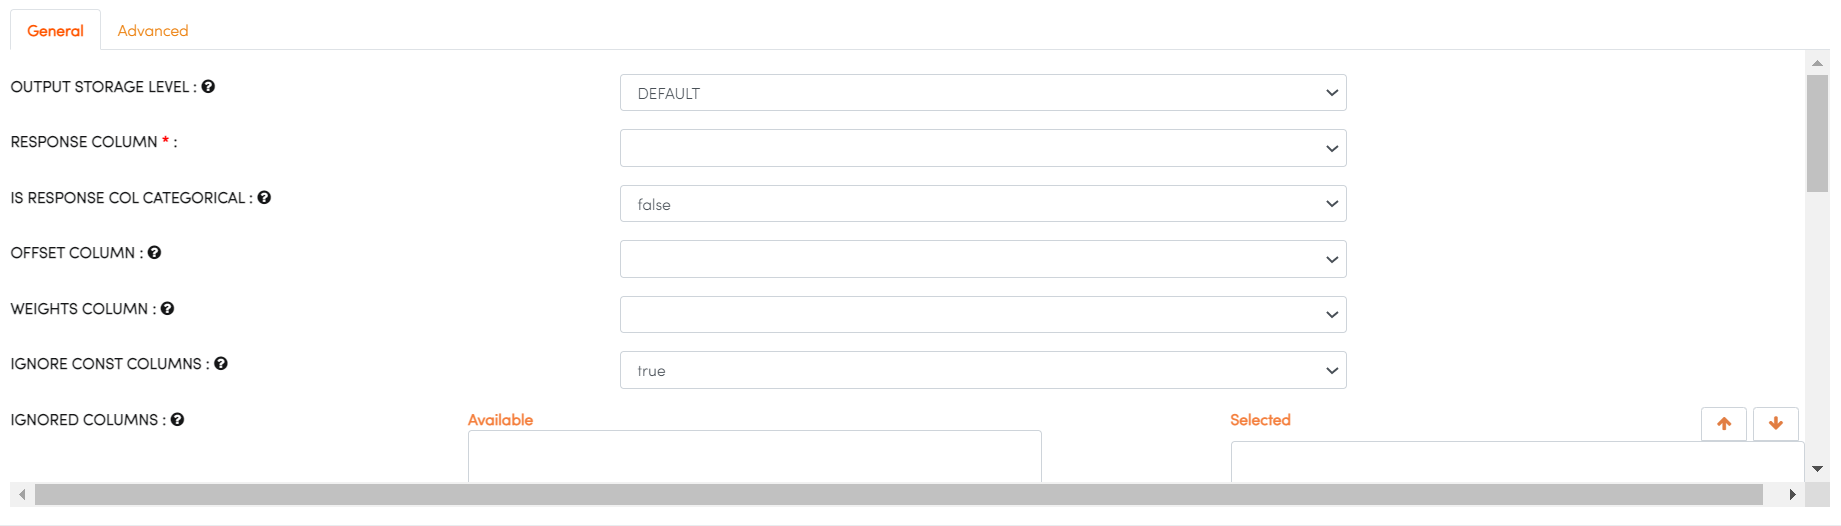 General Advanced
OUTPUT STORAGE LEVEL : DEFAULT
RESPONSE COLUMN * :
IS RESPONSE COL CATEGORICAL : false
OFFSET COLUMN :
WEIGHTS COLUMN :
IGNORE CONST COLUMNS : true
IGNORED COLUMNS : Available Selected